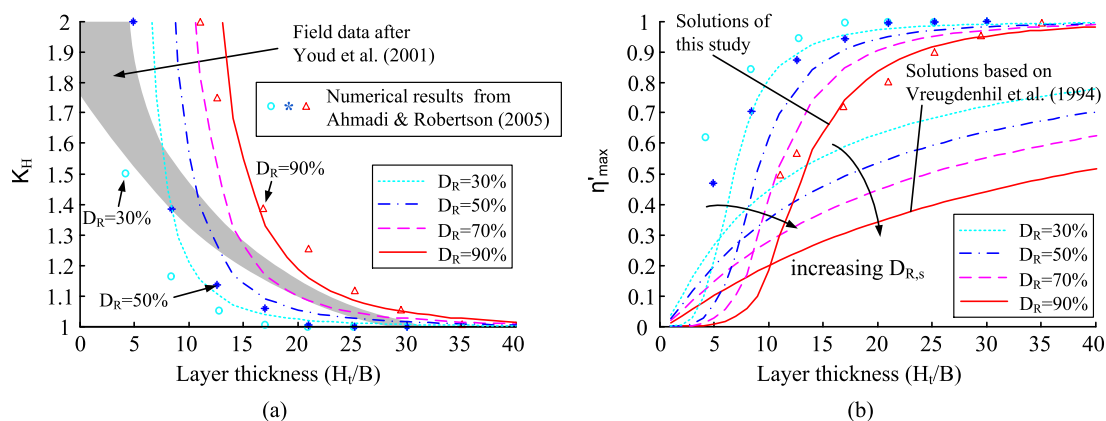 Field data after
Youd et al. (2001)
Numerical results from
Ahmadi & Robertson (2005)
D_R=90%
D_R=30%
D_R=50%
D_R=30%
D_R=50%
D_R=70%
D_R=90%
K_H
2
1.9
1.8
1.7
1.6
1.5
1.4
1.3
1.2
1.1
1
0
5
10
15
20
25
30
35
40
Layer thickness (H_t/B)
(a)
Solutions of
this study
Solutions based on
Vreugdenhil et al. (1994)
increasing D_R,s
D_R=30%
D_R=50%
D_R=70%
D_R=90%
η'_max
1
0.9
0.8
0.7
0.6
0.5
0.4
0.3
0.2
0.1
0
0
5
10
15
20
25
30
35
40
Layer thickness (H_t/B)
(b)